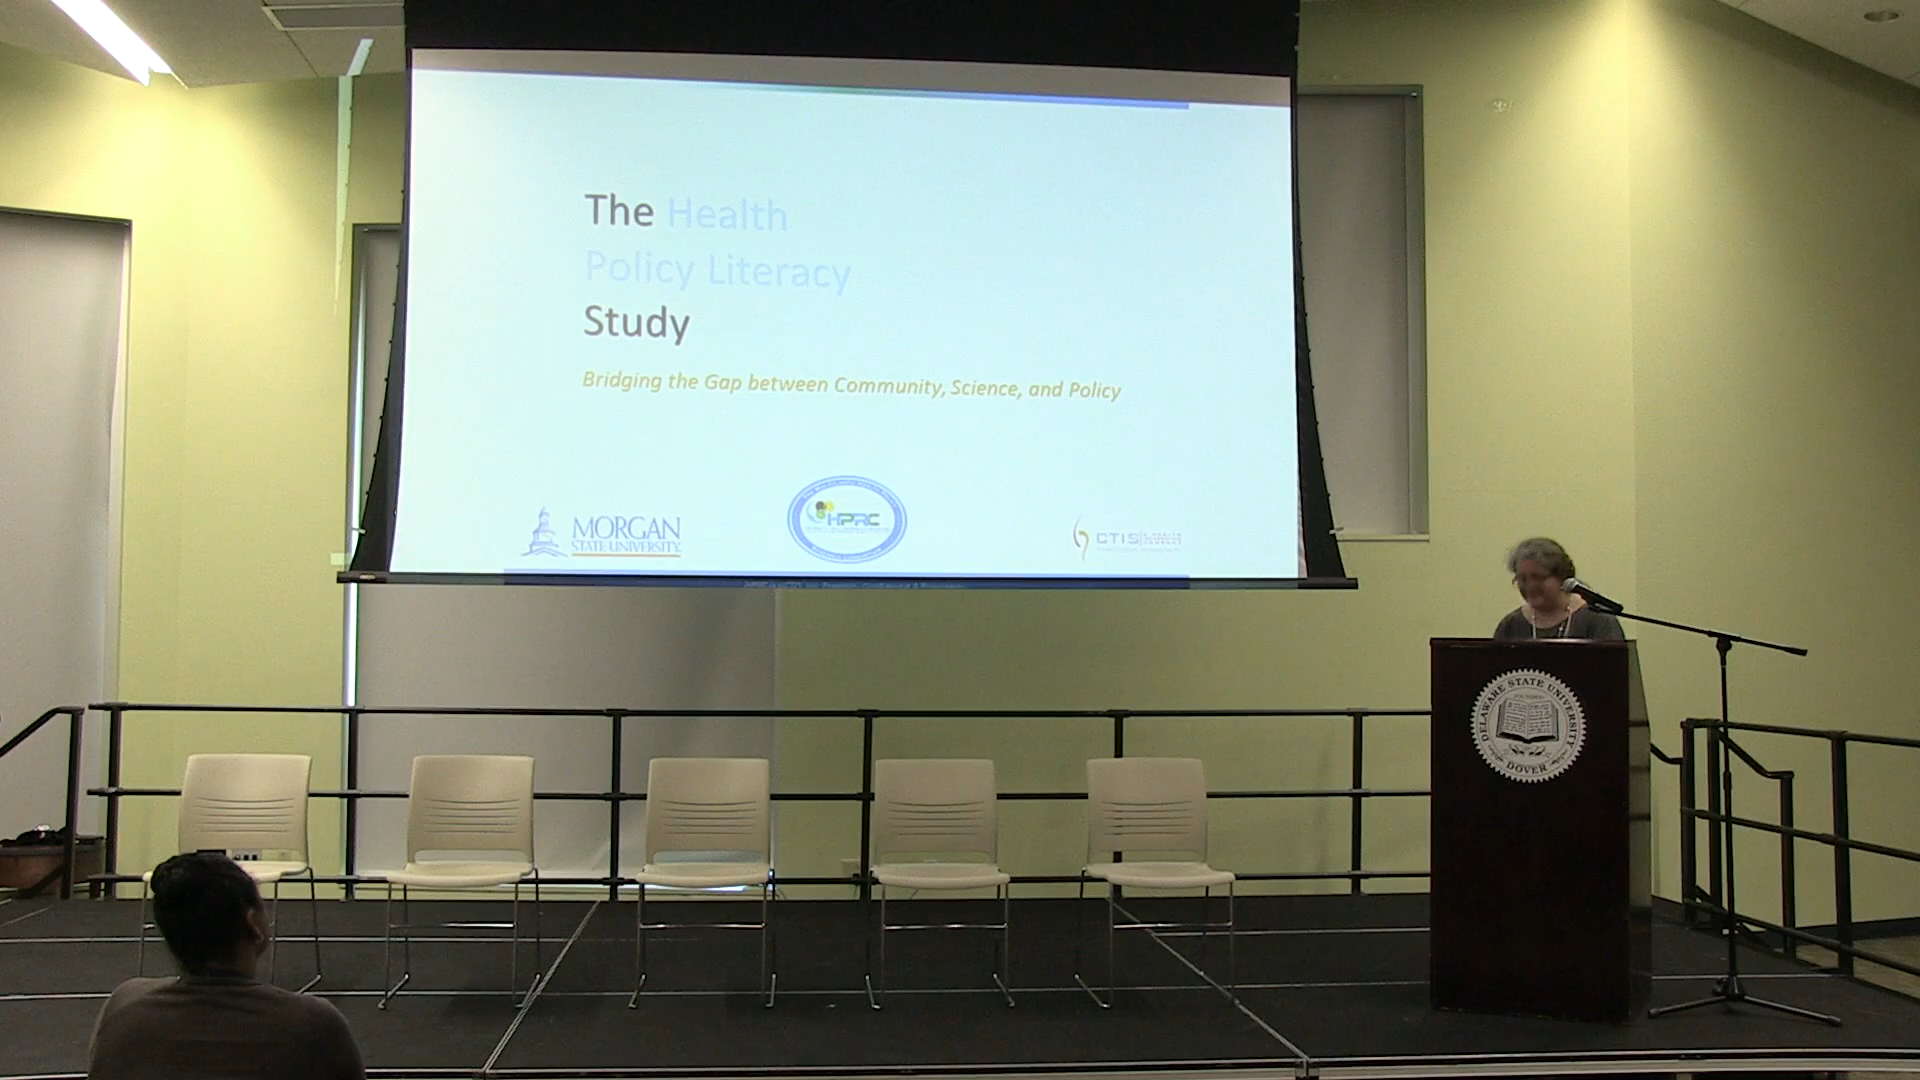 The Health
Policy Literacy
Study
Bridging the Gap between Community, Science, and Policy
MORGAN
STATE UNIVERSITY
HPRC
CTIS
DELAWARE STATE UNIVERSITY
DOVER